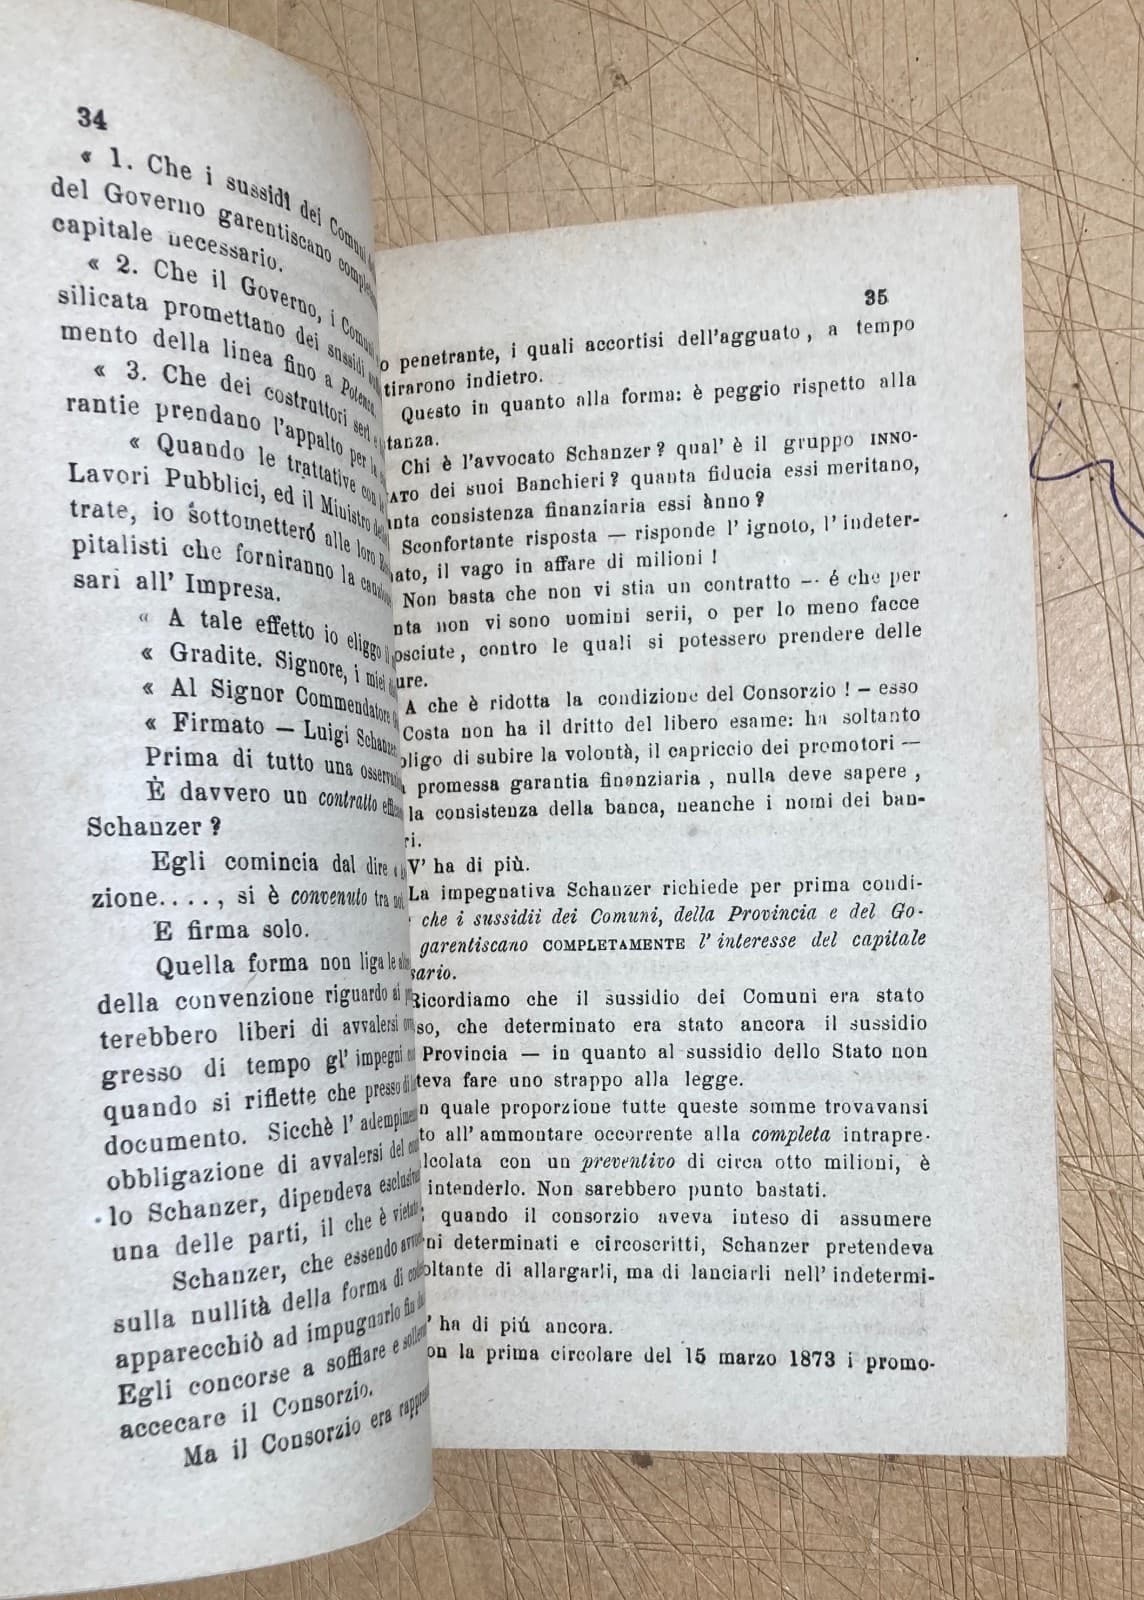 34
« 1. Che i sussidî dei Comuni
del Governo garentiscano
capitale necessario.
« 2. Che il Governo, i
silicata promettano dei sussidi
mento della linea fino a Potenza.
« 3. Che dei costruttori serî
rantie prendano l'appalto per la
« Quando le trattative con
Lavori Pubblici, ed il Ministro
trate, io sottometteró alle loro
pitalisti che forniranno la
sari all' Impresa.
« A tale effetto io eliggo il
« Gradite. Signore, i miei
« Al Signor Commendatore
« Firmato — Luigi Schanzer
Prima di tutto una
È davvero un contratto
Schanzer ?
Egli comincia dal dire «
zione. . . . , si è convenuto tra noi
E firma solo.
Quella forma non liga le
della convenzione riguardo ai
terebbero liberi di avvalersi
gresso di tempo gl' impegni
quando si riflette che presso di
documento. Sicchè l'
obbligazione di avvalersi del
lo Schanzer, dipendeva
una delle parti, il che è
Schanzer, che essendo
sulla nullità della forma di
apparecchiò ad impugnarlo fin
Egli concorse a soffiare e
accecare il Consorzio.
Ma il Consorzio era
35
o penetrante, i quali accortisi dell'agguato, a tempo
tirarono indietro.
Questo in quanto alla forma: è peggio rispetto alla
tanza.
Chi è l'avvocato Schanzer ? qual' è il gruppo INNO-
ATO dei suoi Banchieri ? quanta fiducia essi meritano,
nta consistenza finanziaria essi ànno ?
Sconfortante risposta — risponde l' ignoto, l' indeter-
ato, il vago in affare di milioni !
Non basta che non vi stia un contratto — é che per
nta non vi sono uomini serii, o per lo meno facce
osciute, contro le quali si potessero prendere delle
ure.
A che è ridotta la condizione del Consorzio ! – esso
Costa non ha il dritto del libero esame: ha soltanto
bligo di subire la volontà, il capriccio dei promotori —
a promessa garantia finanziaria , nulla deve sapere ,
la consistenza della banca, neanche i nomi dei ban-
ri.
V' ha di più.
La impegnativa Schanzer richiede per prima condi-
che i sussidii dei Comuni, della Provincia e del Go-
garentiscano COMPLETAMENTE l' interesse del capitale
sario.
Ricordiamo che il sussidio dei Comuni era stato
so, che determinato era stato ancora il sussidio
Provincia — in quanto al sussidio dello Stato non
teva fare uno strappo alla legge.
n quale proporzione tutte queste somme trovavansi
to all' ammontare occorrente alla completa intrapre-
lcolata con un preventivo di circa otto milioni, è
intenderlo. Non sarebbero punto bastati.
quando il consorzio aveva inteso di assumere
ni determinati e circoscritti, Schanzer pretendeva
oltante di allargarli, ma di lanciarli nell' indetermi-
' ha di piú ancora.
on la prima circolare del 15 marzo 1873 i promo-